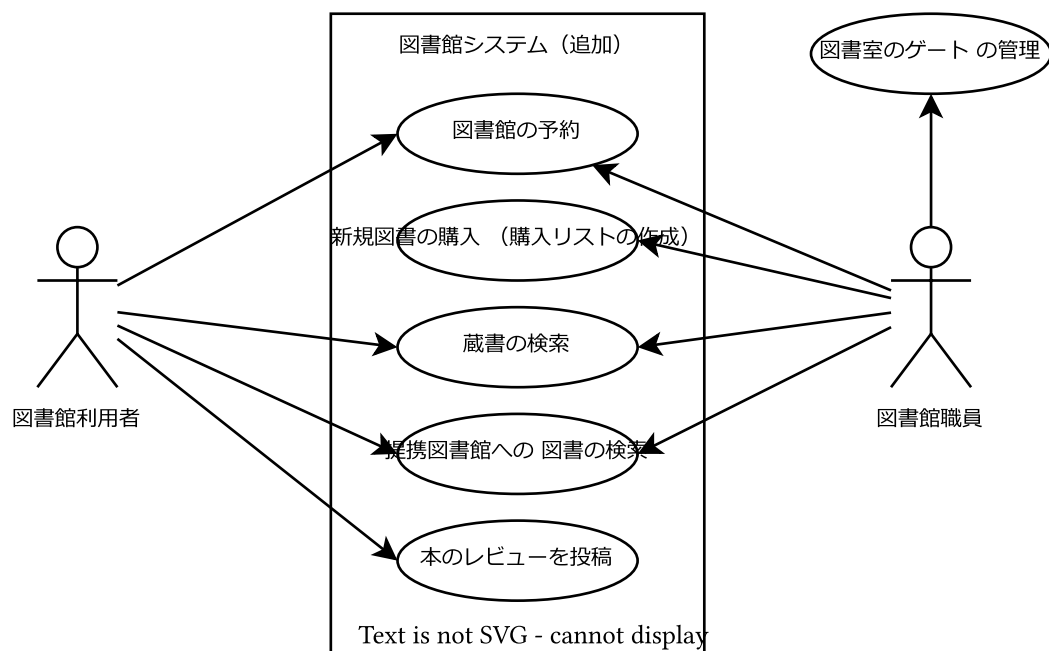 図書館システム（追加）
図書室のゲート の管理
図書館の予約
新規図書の購入 （購入リストの作成）
蔵書の検索
図書館利用者
図書館職員
提携図書館への 図書の検索
本のレビューを投稿
Text is not SVG - cannot display